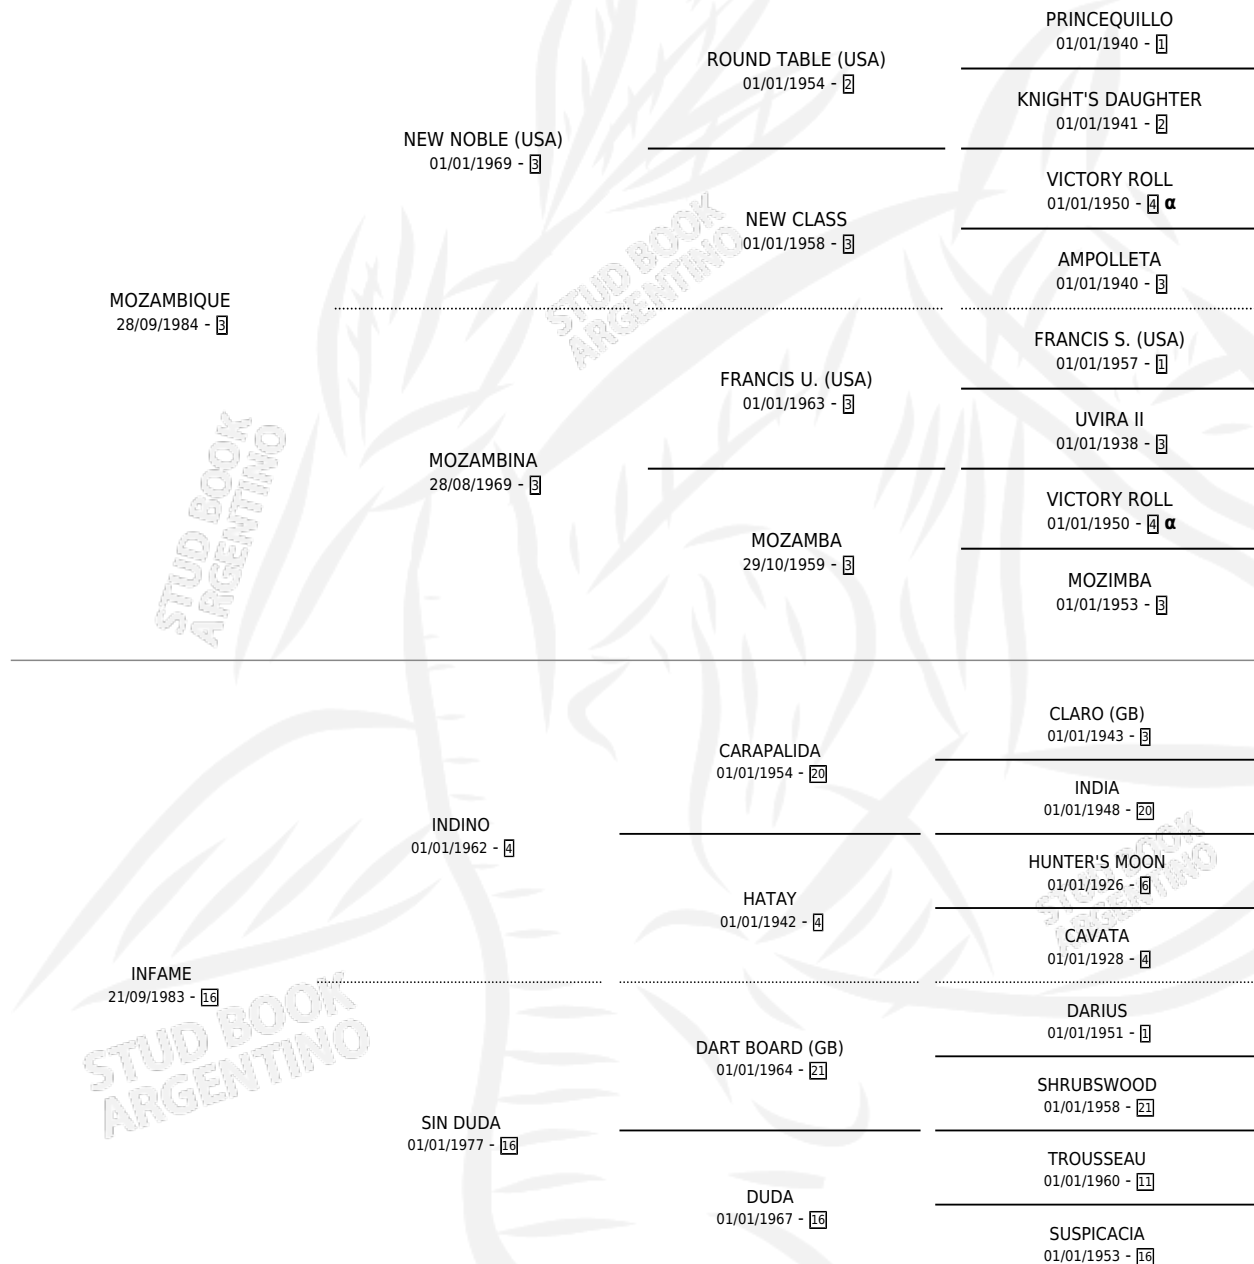 PRINCEQUILLO
01/01/1940 - 1
ROUND TABLE (USA)
01/01/1954 - 2
KNIGHT'S DAUGHTER
01/01/1941 - 2
NEW NOBLE (USA)
01/01/1969 - 3
VICTORY ROLL
01/01/1950 - 4 α
NEW CLASS
01/01/1958 - 3
AMPOLLETA
01/01/1940 - 3
MOZAMBIQUE
28/09/1984 - 3
FRANCIS S. (USA)
01/01/1957 - 1
FRANCIS U. (USA)
01/01/1963 - 3
UVIRA II
01/01/1938 - 3
MOZAMBINA
28/08/1969 - 3
VICTORY ROLL
01/01/1950 - 4 α
MOZAMBA
29/10/1959 - 3
MOZIMBA
01/01/1953 - 3
CLARO (GB)
01/01/1943 - 3
CARAPALIDA
01/01/1954 - 20
INDIA
01/01/1948 - 20
INDINO
01/01/1962 - 4
HUNTER'S MOON
01/01/1926 - 6
HATAY
01/01/1942 - 4
CAVATA
01/01/1928 - 4
INFAME
21/09/1983 - 16
DARIUS
01/01/1951 - 1
DART BOARD (GB)
01/01/1964 - 21
SHRUBSWOOD
01/01/1958 - 21
SIN DUDA
01/01/1977 - 16
TROUSSEAU
01/01/1960 - 11
DUDA
01/01/1967 - 16
SUSPICACIA
01/01/1953 - 16
STUD BOOK
ARGENTINO
STUD BOOK
ARGENTINO
STUD BOOK
ARGENTINO
STUD BOOK
ARGENTINO